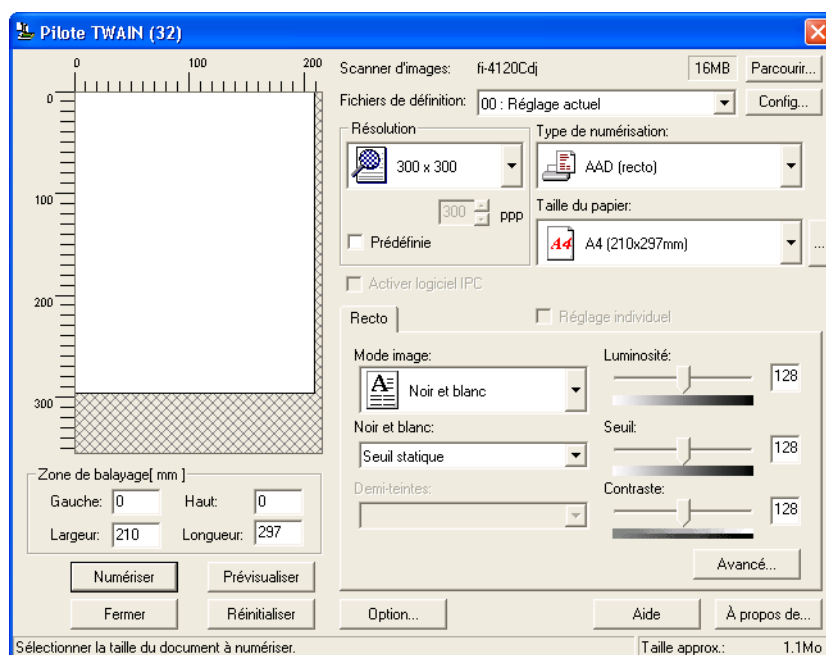 Pilote TWAIN (32)
0 100 200
0
100
200
300
Scanner d'images: fi-4120Cdj 16MB Parcourir...
Fichiers de définition: 00 : Réglage actuel Config...
Résolution
300 x 300
300 ppp
Prédéfinie
Type de numérisation:
AAD (recto)
Taille du papier:
A4 A4 (210x297mm) ...
Activer logiciel IPC
Recto
Réglage individuel
Mode image:
A Noir et blanc
Noir et blanc:
Seuil statique
Demi-teintes:
Luminosité:
128
Seuil:
128
Contraste:
128
Avancé...
Zone de balayage[ mm ]
Gauche: 0 Haut: 0
Largeur: 210 Longueur: 297
Numériser Prévisualiser
Fermer Réinitialiser
Option... Aide À propos de...
Sélectionner la taille du document à numériser. Taille approx.: 1.1Mo